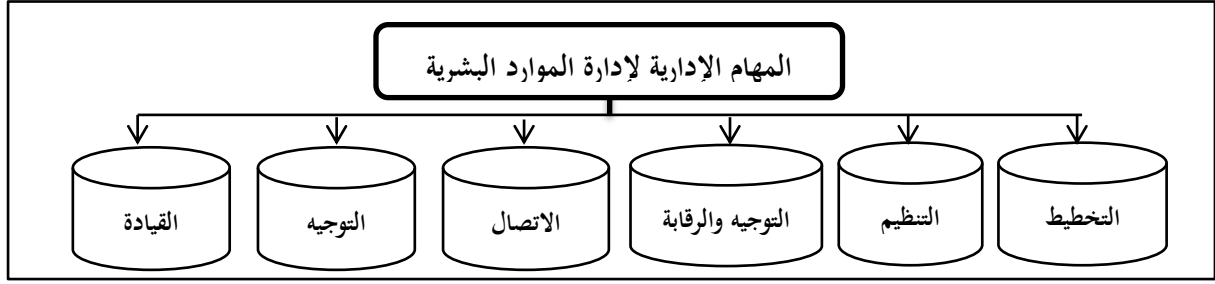 المهام الإدارية لإدارة الموارد البشرية
التخطيط
التنظيم
التوجيه والرقابة
الاتصال
التوجيه
القيادة